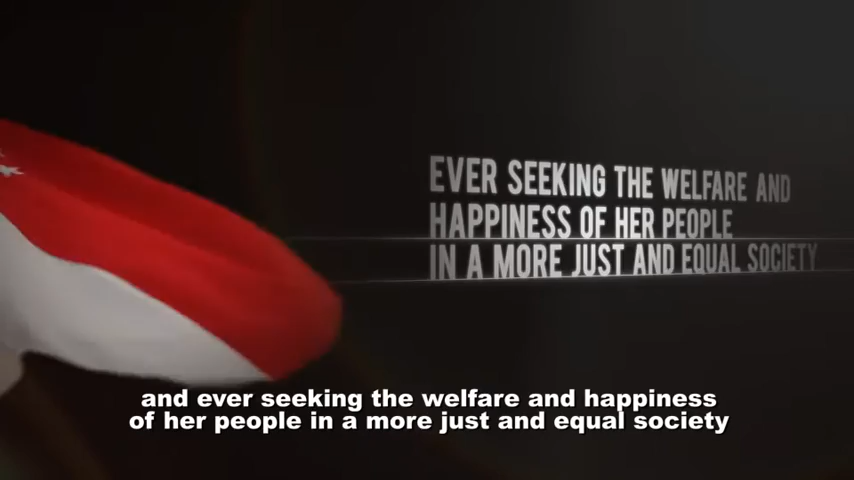 EVER SEEKING THE WELFARE AND
HAPPINESS OF HER PEOPLE
IN A MORE JUST AND EQUAL SOCIETY
and ever seeking the welfare and happiness
of her people in a more just and equal society